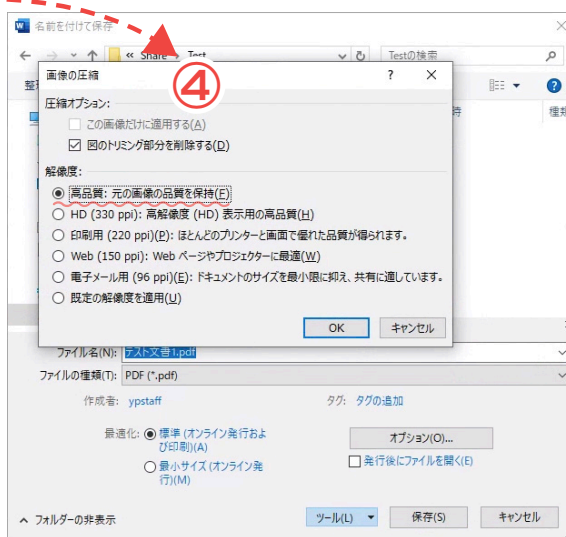 名前を付けて保存
« Share › Test
Testの検索
画像の圧縮
④
圧縮オプション:
この画像だけに適用する(A)
図のトリミング部分を削除する(D)
解像度:
高品質: 元の画像の品質を保持(F)
HD (330 ppi): 高解像度 (HD) 表示用の高品質(H)
印刷用 (220 ppi)(P): ほとんどのプリンターと画面で優れた品質が得られます。
Web (150 ppi): Web ページやプロジェクターに最適(W)
電子メール用 (96 ppi)(E): ドキュメントのサイズを最小限に抑え、共有に適しています。
既定の解像度を適用(U)
OK キャンセル
ファイル名(N): テスト文書1.pdf
ファイルの種類(T): PDF (*.pdf)
作成者: ypstaff タグ: タグの追加
最適化: 標準 (オンライン発行およ
び印刷)(A)
最小サイズ (オンライン発
行)(M)
オプション(O)...
発行後にファイルを開く(E)
フォルダーの非表示
ツール(L) 保存(S) キャンセル